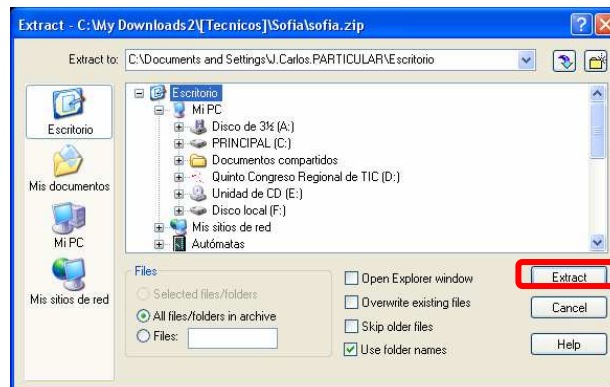 Extract - C:\My Downloads2\[Tecnicos]\Sofia\sofia.zip
Extract to: C:\Documents and Settings\J.Carlos.PARTICULAR\Escritorio
Escritorio
Mis documentos
Mi PC
Mis sitios de red
Escritorio
Mi PC
Disco de 3½ (A:)
PRINCIPAL (C:)
Documentos compartidos
Quinto Congreso Regional de TIC (D:)
Unidad de CD (E:)
Disco local (F:)
Mis sitios de red
Autómatas
Files
Selected files/folders
All files/folders in archive
Files:
Open Explorer window
Overwrite existing files
Skip older files
Use folder names
Extract
Cancel
Help